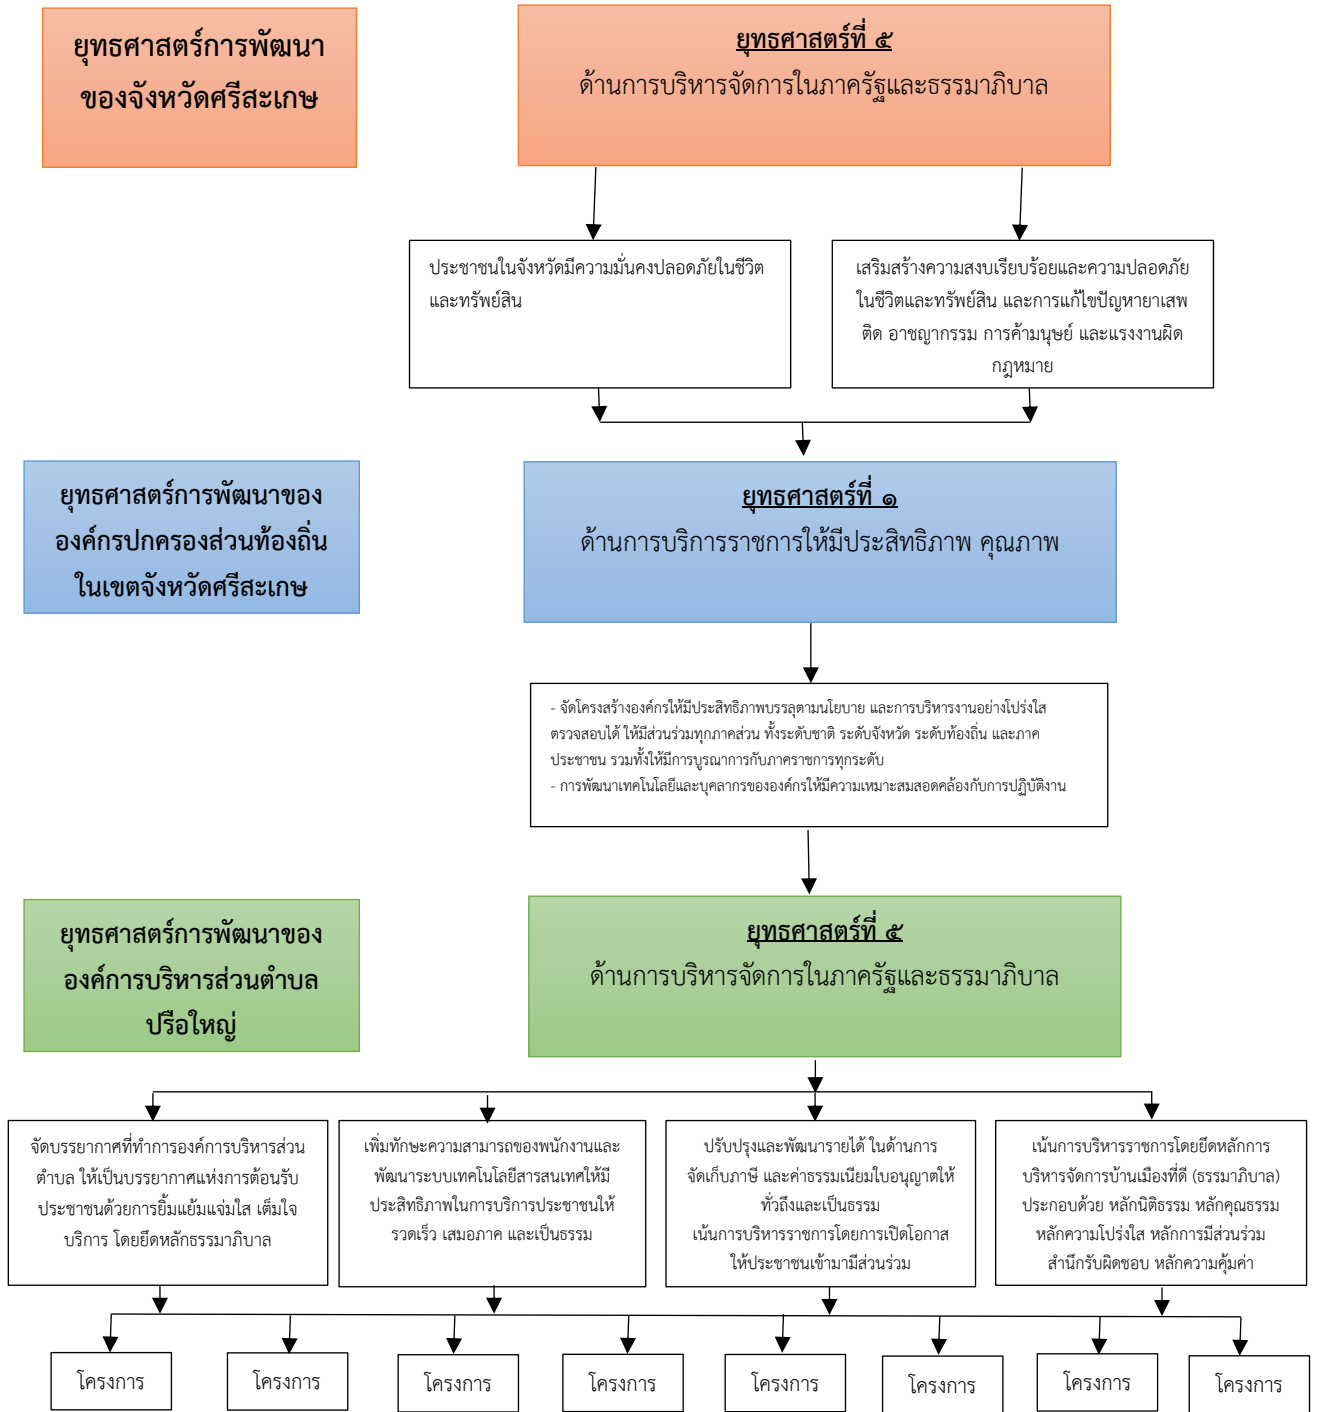 ยุทธศาสตร์การพัฒนา
ของจังหวัดศรีสะเกษ
ยุทธศาสตร์ที่ ๕
ด้านการบริหารจัดการในภาครัฐและธรรมาภิบาล
ประชาชนในจังหวัดมีความมั่นคงปลอดภัยในชีวิต
และทรัพย์สิน
เสริมสร้างความสงบเรียบร้อยและความปลอดภัย
ในชีวิตและทรัพย์สิน และการแก้ไขปัญหายาเสพ
ติด อาชญากรรม การค้ามนุษย์ และแรงงานผิด
กฎหมาย
ยุทธศาสตร์การพัฒนาของ
องค์กรปกครองส่วนท้องถิ่น
ในเขตจังหวัดศรีสะเกษ
ยุทธศาสตร์ที่ ๑
ด้านการบริการราชการให้มีประสิทธิภาพ คุณภาพ
- จัดโครงสร้างองค์กรให้มีประสิทธิภาพบรรลุตามนโยบาย และการบริหารงานอย่างโปร่งใส
ตรวจสอบได้ ให้มีส่วนร่วมทุกภาคส่วน ทั้งระดับชาติ ระดับจังหวัด ระดับท้องถิ่น และภาค
ประชาชน รวมทั้งให้มีการบูรณาการกับภาคราชการทุกระดับ
- การพัฒนาเทคโนโลยีและบุคลากรขององค์กรให้มีความเหมาะสมสอดคล้องกับการปฏิบัติงาน
ยุทธศาสตร์การพัฒนาของ
องค์การบริหารส่วนตำบล
ปรือใหญ่
ยุทธศาสตร์ที่ ๕
ด้านการบริหารจัดการในภาครัฐและธรรมาภิบาล
จัดบรรยากาศที่ทำการองค์การบริหารส่วน
ตำบล ให้เป็นบรรยากาศแห่งการต้อนรับ
ประชาชนด้วยการยิ้มแย้มแจ่มใส เต็มใจ
บริการ โดยยึดหลักธรรมาภิบาล
เพิ่มทักษะความสามารถของพนักงานและ
พัฒนาระบบเทคโนโลยีสารสนเทศให้มี
ประสิทธิภาพในการบริการประชาชนให้
รวดเร็ว เสมอภาค และเป็นธรรม
ปรับปรุงและพัฒนารายได้ ในด้านการ
จัดเก็บภาษี และค่าธรรมเนียมใบอนุญาตให้
ทั่วถึงและเป็นธรรม
เน้นการบริหารราชการโดยการเปิดโอกาส
ให้ประชาชนเข้ามามีส่วนร่วม
เน้นการบริหารราชการโดยยึดหลักการ
บริหารจัดการบ้านเมืองที่ดี (ธรรมาภิบาล)
ประกอบด้วย หลักนิติธรรม หลักคุณธรรม
หลักความโปร่งใส หลักการมีส่วนร่วม
สำนึกรับผิดชอบ หลักความคุ้มค่า
โครงการ
โครงการ
โครงการ
โครงการ
โครงการ
โครงการ
โครงการ
โครงการ